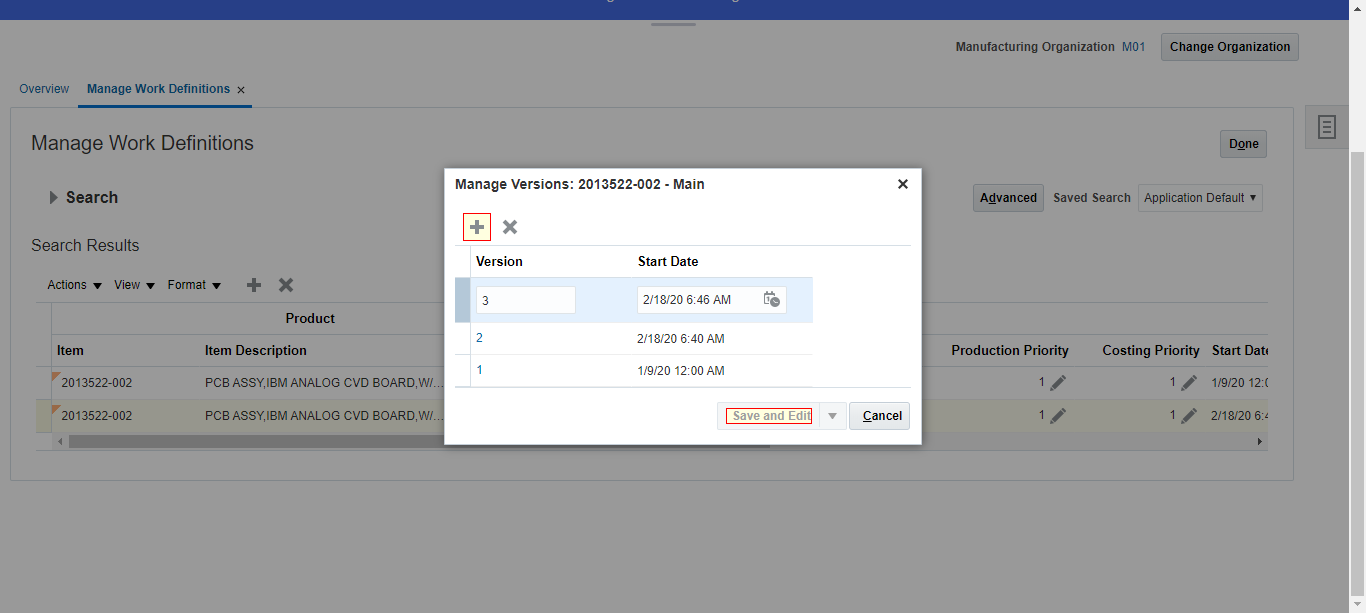 Manufacturing Organization M01 Change Organization
Overview Manage Work Definitions ×
Manage Work Definitions Done
Search Advanced Saved Search Application Default
Search Results
Actions View Format
Product
Item Item Description Production Priority Costing Priority Start Date
2013522-002 PCB ASSY,IBM ANALOG CVD BOARD,W/... 1 1 1/9/20 12:0
2013522-002 PCB ASSY,IBM ANALOG CVD BOARD,W/... 1 1 2/18/20 6:4
Manage Versions: 2013522-002 - Main
Version Start Date
3 2/18/20 6:46 AM
2 2/18/20 6:40 AM
1 1/9/20 12:00 AM
Save and Edit Cancel